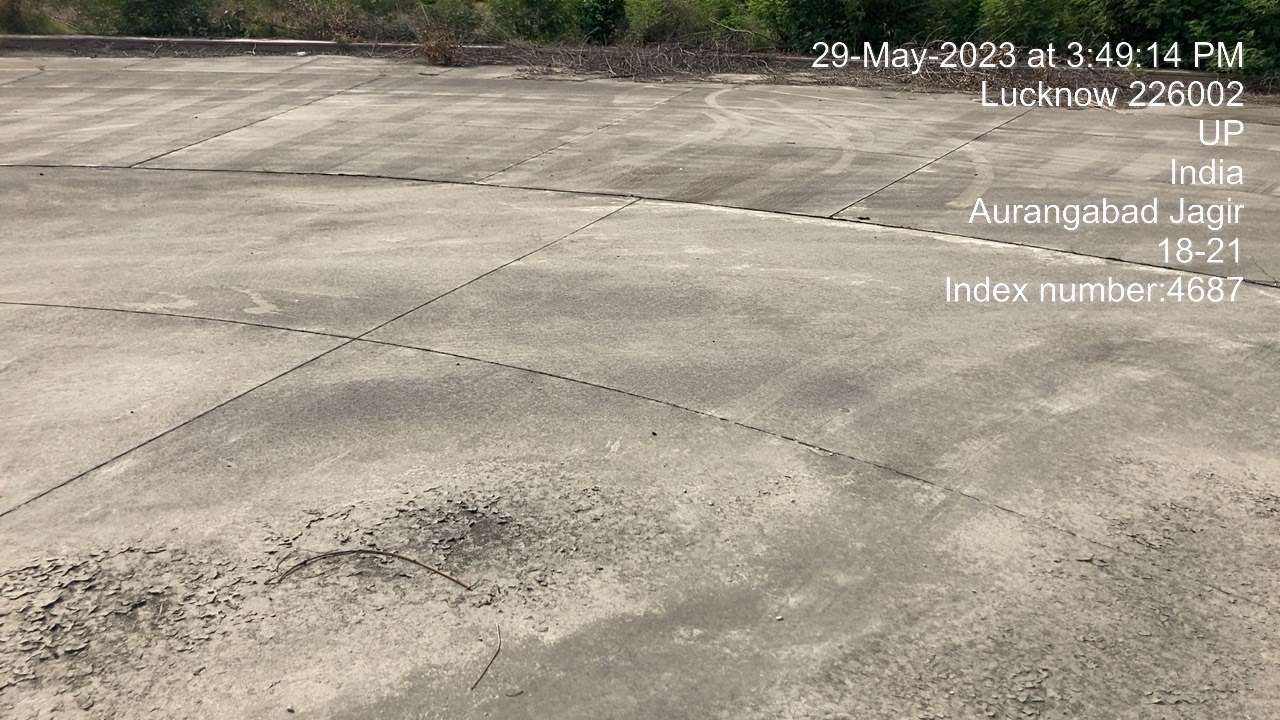 29-May-2023 at 3:49:14 PM
Lucknow 226002
UP
India
Aurangabad Jagir
18-21
Index number:4687